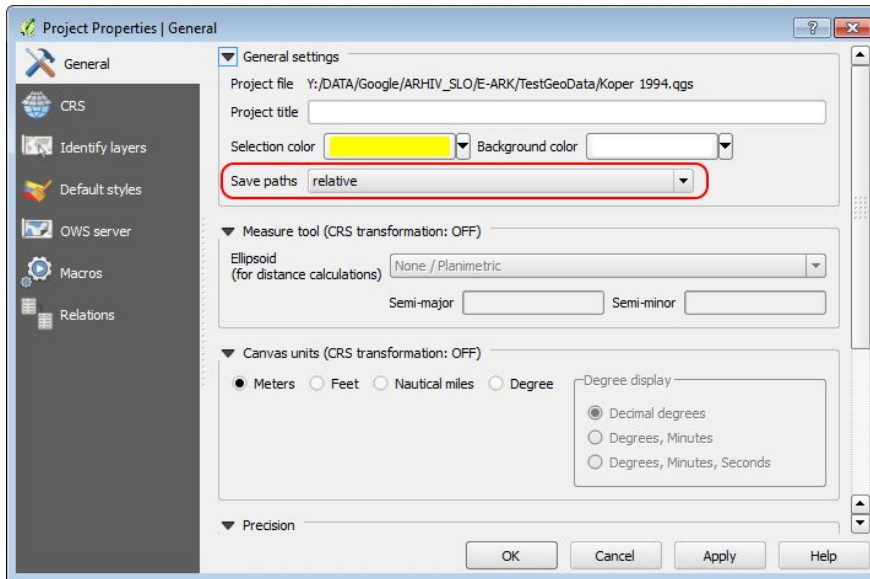 Project Properties | General
General
CRS
Identify layers
Default styles
OWS server
Macros
Relations
General settings
Project file Y:/DATA/Google/ARHIV_SLO/E-ARK/TestGeoData/Koper 1994.qgs
Project title
Selection color Background color
Save paths relative
Measure tool (CRS transformation: OFF)
Ellipsoid
(for distance calculations) None / Planimetric
Semi-major Semi-minor
Canvas units (CRS transformation: OFF)
Meters Feet Nautical miles Degree
Degree display
Decimal degrees
Degrees, Minutes
Degrees, Minutes, Seconds
Precision
OK Cancel Apply Help